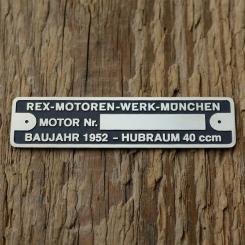 REX-MOTOREN-WERK-MÜNCHEN
MOTOR Nr.
BAUJAHR 1952 - HUBRAUM 40 ccm